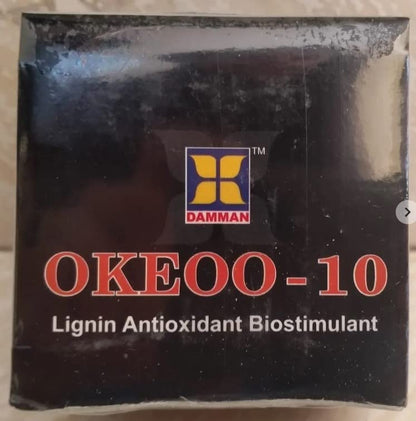 TM
DAMMAN
OKEOO-10
Lignin Antioxidant Biostimulant